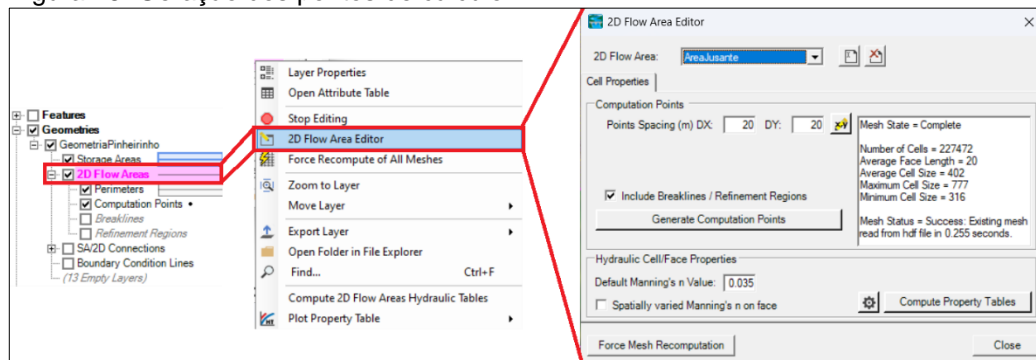 Features
Geometries
GeometriaPinheirinho
Storage Areas
2D Flow Areas
Perimeters
Computation Points
Breaklines
Refinement Regions
SA/2D Connections
Boundary Condition Lines
(13 Empty Layers)
Layer Properties
Open Attribute Table
Stop Editing
2D Flow Area Editor
Force Recompute of All Meshes
Zoom to Layer
Move Layer
Export Layer
Open Folder in File Explorer
Find... Ctrl+F
Compute 2D Flow Areas Hydraulic Tables
Plot Property Table
2D Flow Area Editor
2D Flow Area: AreaJusante
Cell Properties
Computation Points
Points Spacing (m) DX: 20 DY: 20
Include Breaklines / Refinement Regions
Generate Computation Points
Mesh State = Complete
Number of Cells = 227472
Average Face Length = 20
Average Cell Size = 402
Maximum Cell Size = 777
Minimum Cell Size = 316
Mesh Status = Success: Existing mesh
read from hdf file in 0.255 seconds.
Hydraulic Cell/Face Properties
Default Manning's n Value: 0.035
Spatially varied Manning's n on face
Compute Property Tables
Force Mesh Recomputation
Close